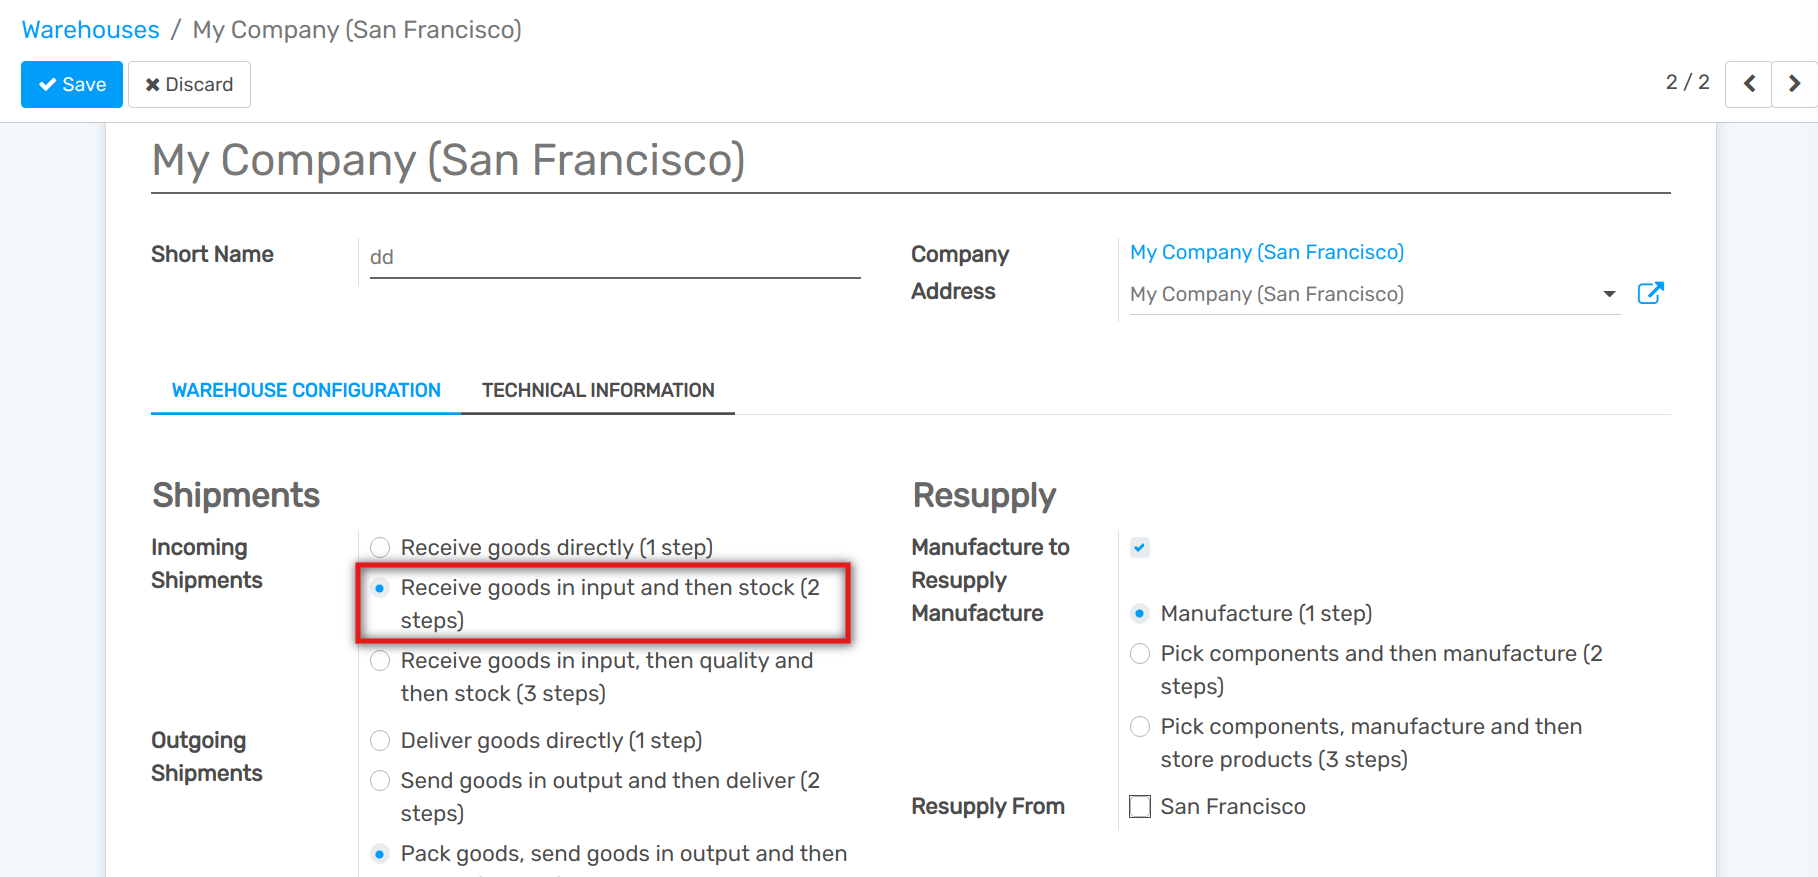 Warehouses / My Company (San Francisco)
Save Discard 2 / 2
My Company (San Francisco)
Short Name dd
Company My Company (San Francisco)
Address My Company (San Francisco)
WAREHOUSE CONFIGURATION TECHNICAL INFORMATION
Shipments
Incoming
Shipments
Receive goods directly (1 step)
Receive goods in input and then stock (2
steps)
Receive goods in input, then quality and
then stock (3 steps)
Outgoing
Shipments
Deliver goods directly (1 step)
Send goods in output and then deliver (2
steps)
Pack goods, send goods in output and then
Resupply
Manufacture to
Resupply
Manufacture
Manufacture (1 step)
Pick components and then manufacture (2
steps)
Pick components, manufacture and then
store products (3 steps)
Resupply From San Francisco